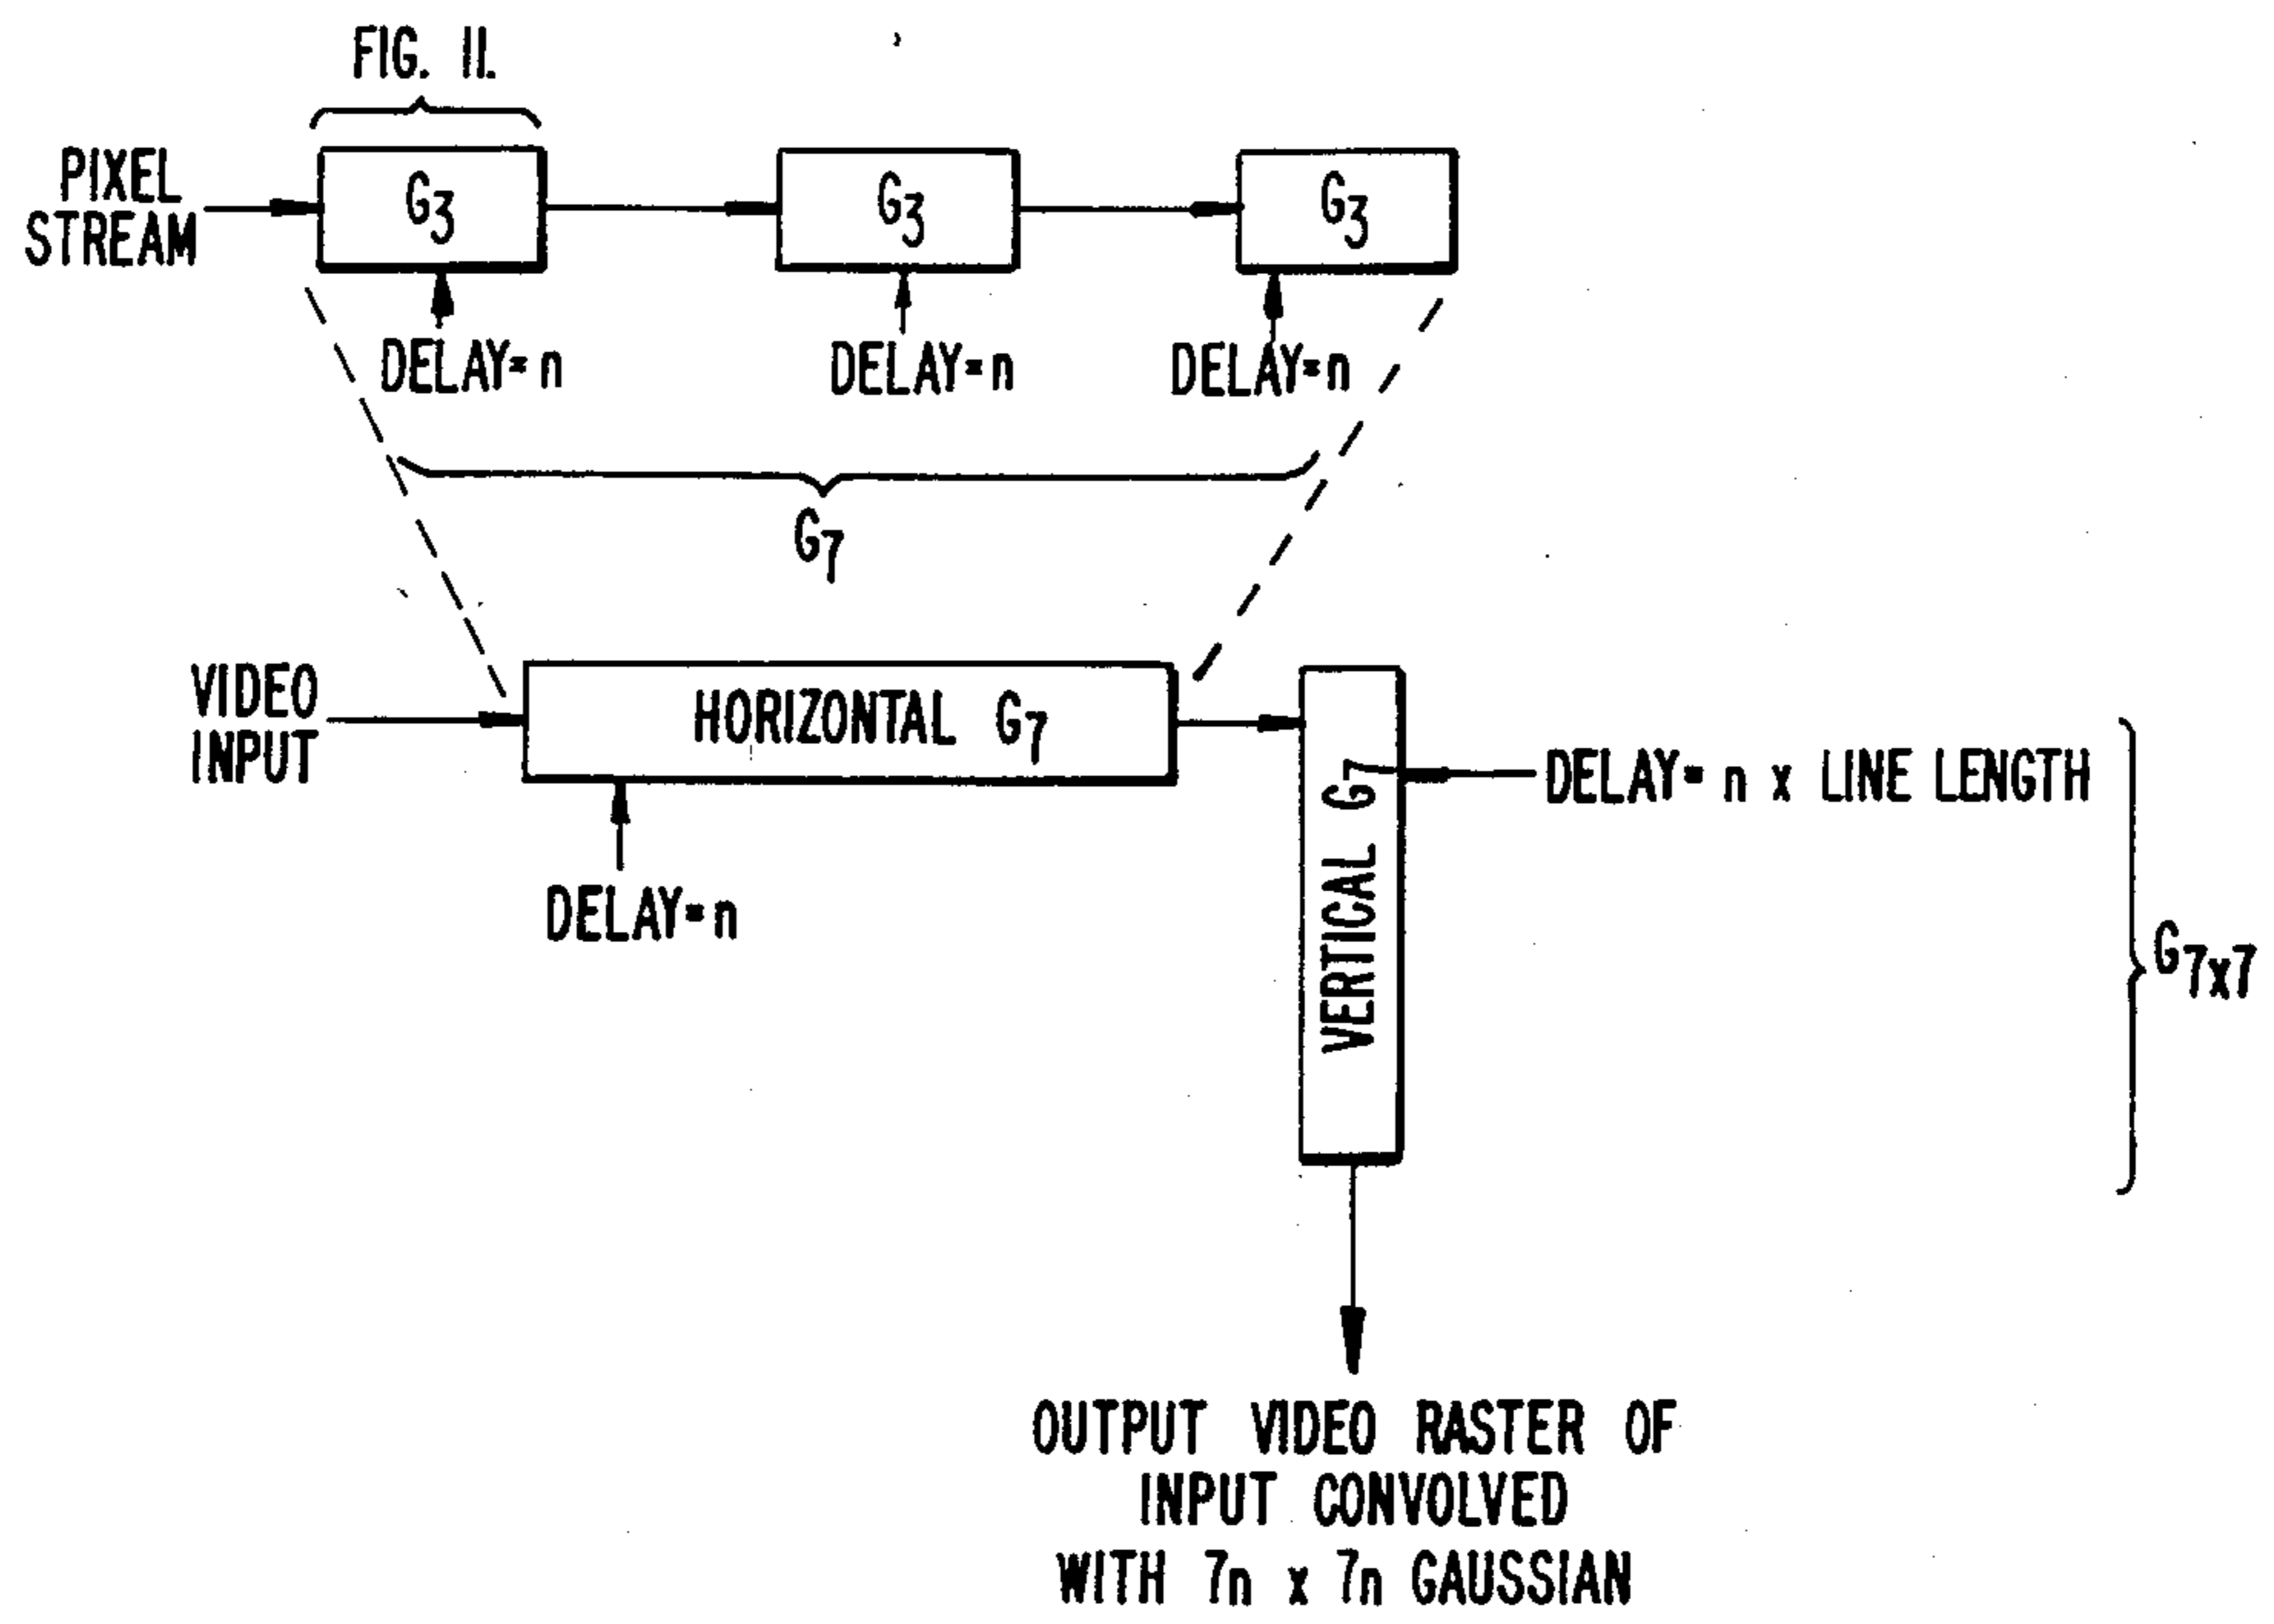 FIG. 11.
PIXEL
STREAM
G3
G3
G3
DELAY=n
DELAY=n
DELAY=n
G7
VIDEO
INPUT
HORIZONTAL G7
DELAY=n
VERTICAL G7
DELAY= n x LINE LENGTH
G7x7
OUTPUT VIDEO RASTER OF
INPUT CONVOLVED
WITH 7n x 7n GAUSSIAN